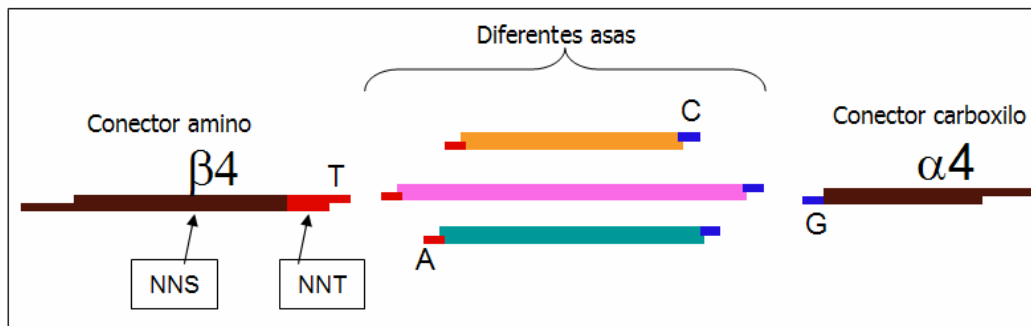 Diferentes asas
Conector amino
β4
T
C
Conector carboxilo
α4
A
G
NNS
NNT